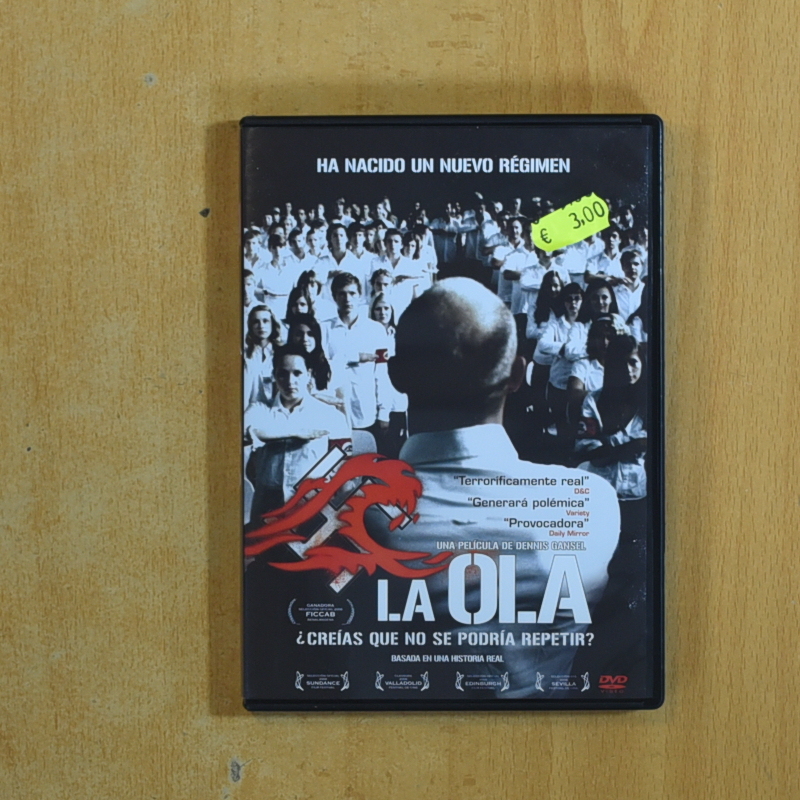 HA NACIDO UN NUEVO RÉGIMEN
€ 3,00
"Terroríficamente real"
D&C
"Generará polémica"
Variety
"Provocadora"
Daily Mirror
UNA PELÍCULA DE DENNIS GANSEL
LA OLA
¿CREÍAS QUE NO SE PODRÍA REPETIR?
BASADA EN UNA HISTORIA REAL
GANADORA
FICCAB
SUNDANCE
VALLADOLID
EDINBURGH
SEVILLA
DVD
VIDEO